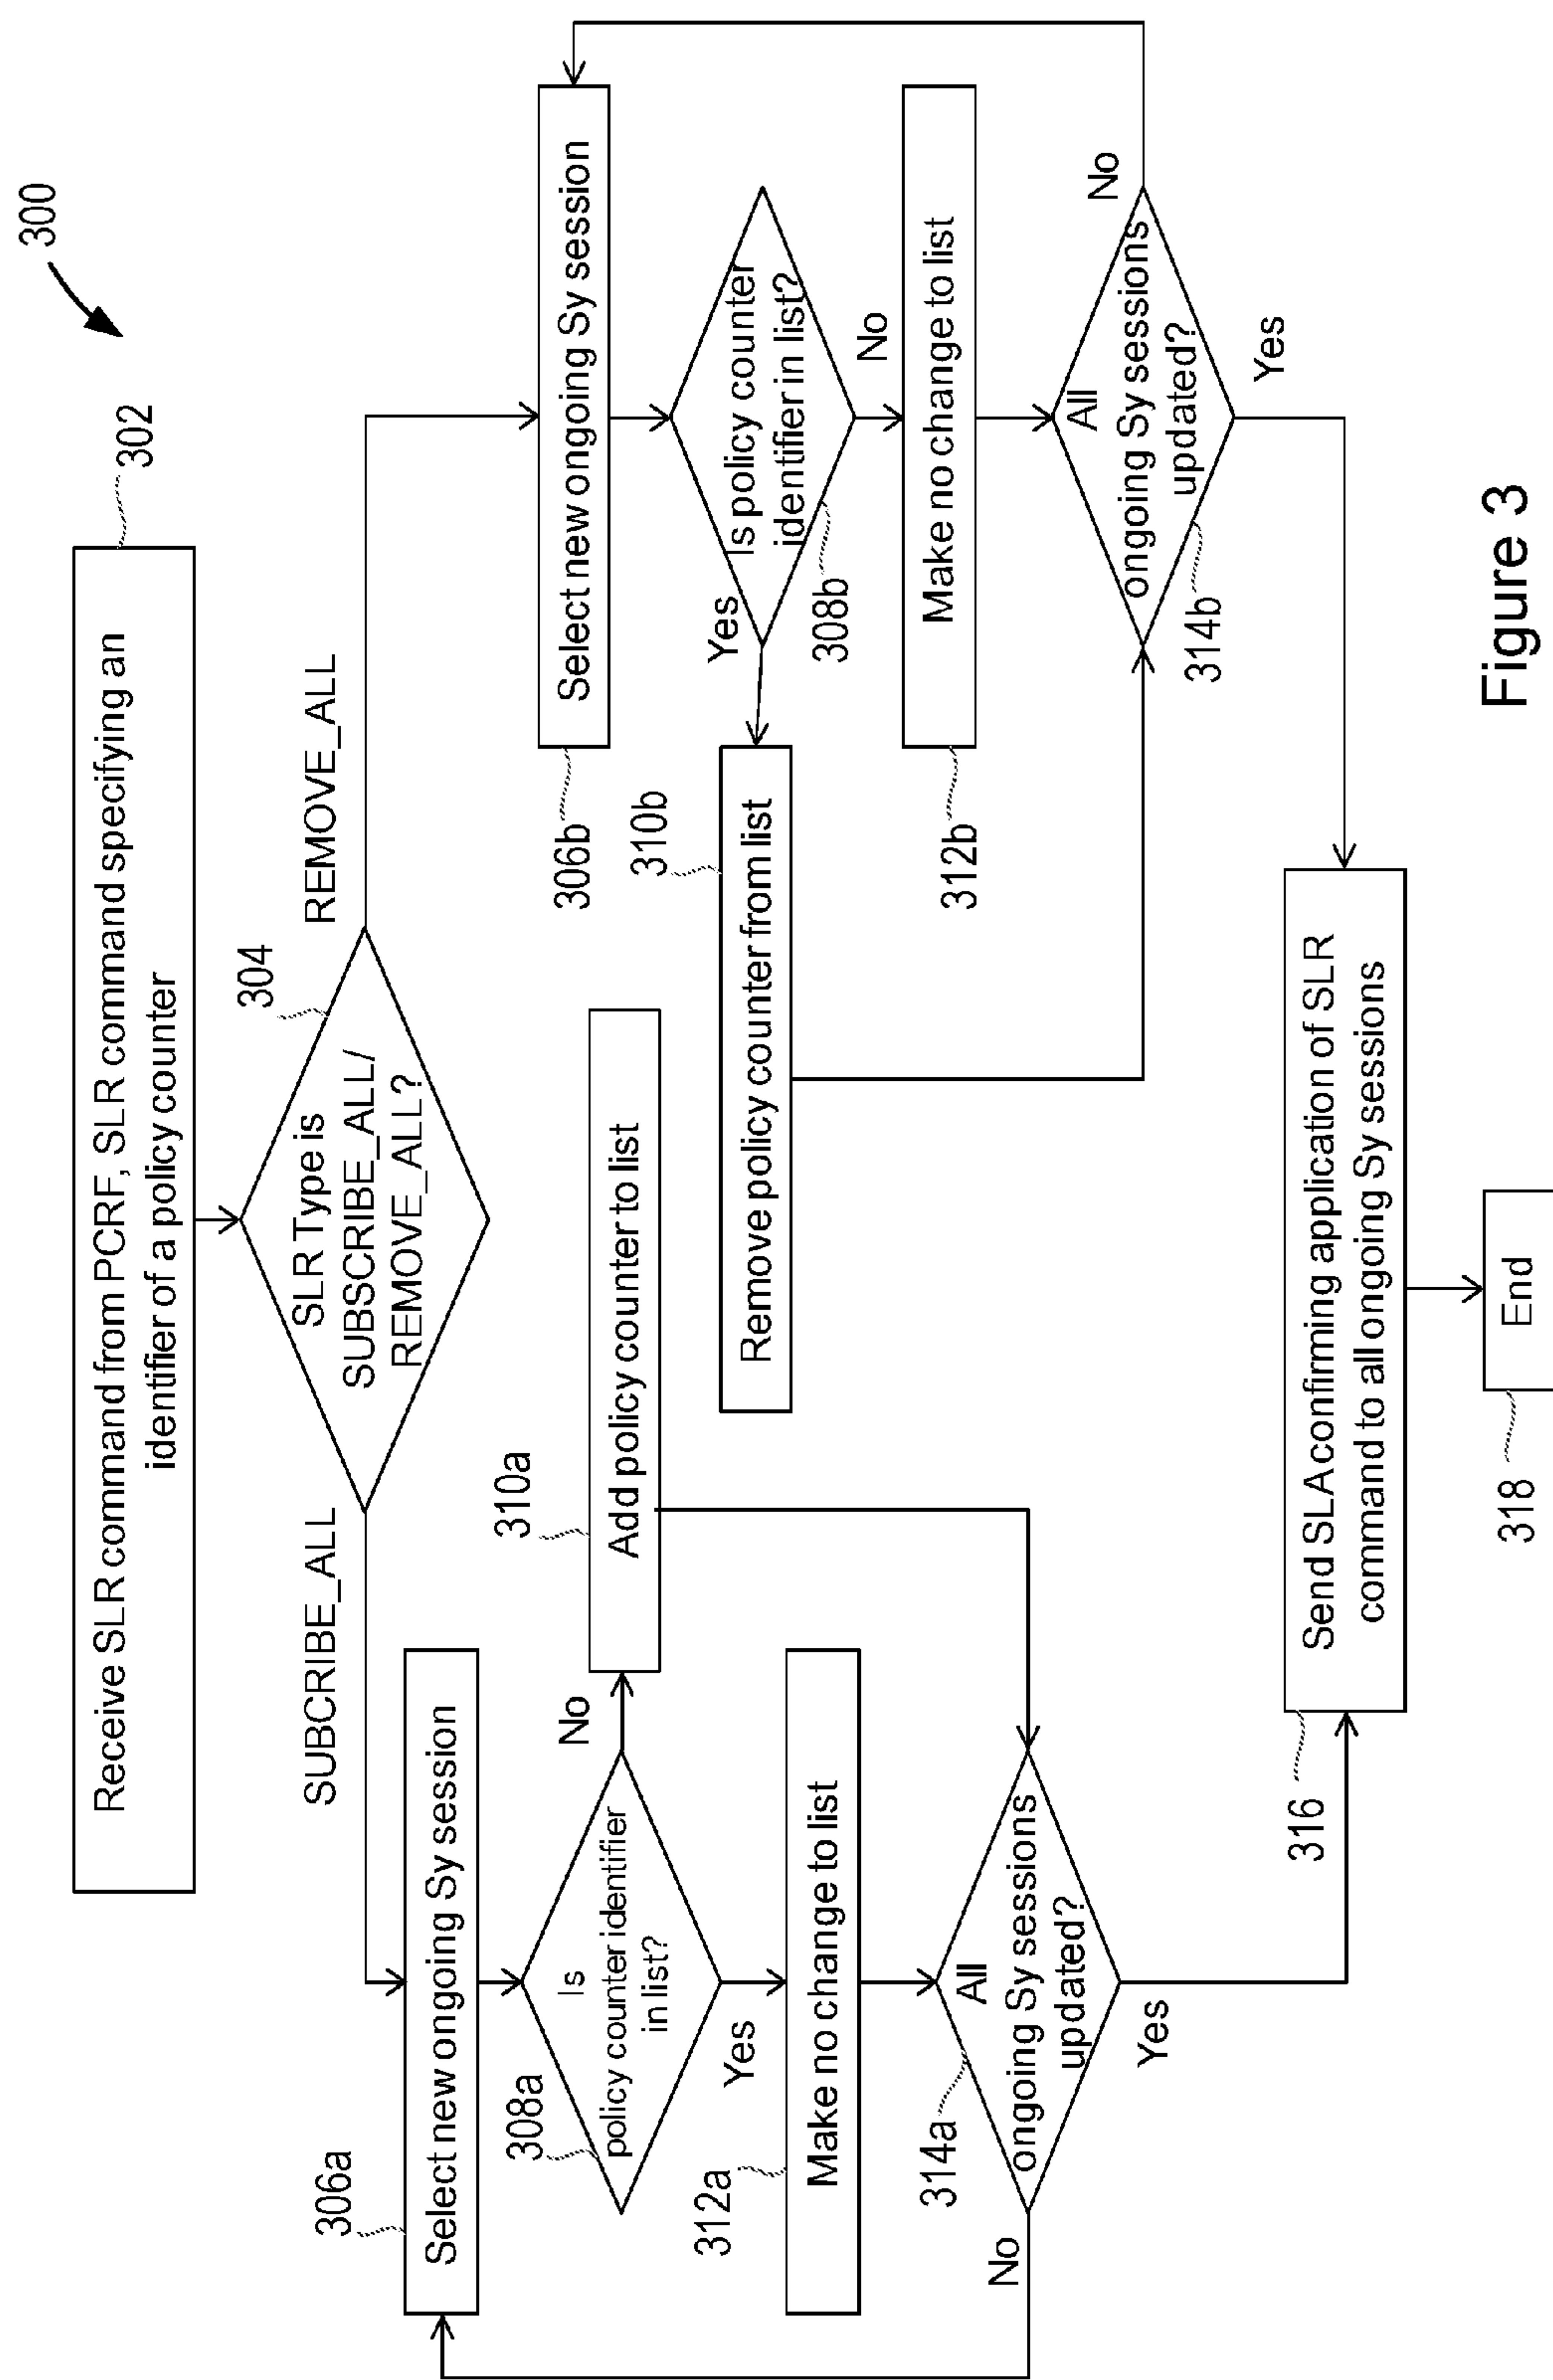 300
302
Receive SLR command from PCRF, SLR command specifying an
identifier of a policy counter
304
SLR Type is
SUBSCRIBE_ALL/
REMOVE_ALL?
SUBCRIBE_ALL
REMOVE_ALL
306a
Select new ongoing Sy session
308a
Is
policy counter identifier
in list?
No
310a
Add policy counter to list
Yes
312a
Make no change to list
314a
All
ongoing Sy sessions
updated?
No
Yes
306b
Select new ongoing Sy session
308b
Is policy counter
identifier in list?
Yes
310b
Remove policy counter from list
No
312b
Make no change to list
314b
All
ongoing Sy sessions
updated?
No
Yes
316
Send SLA confirming application of SLR
command to all ongoing Sy sessions
318
End
Figure 3